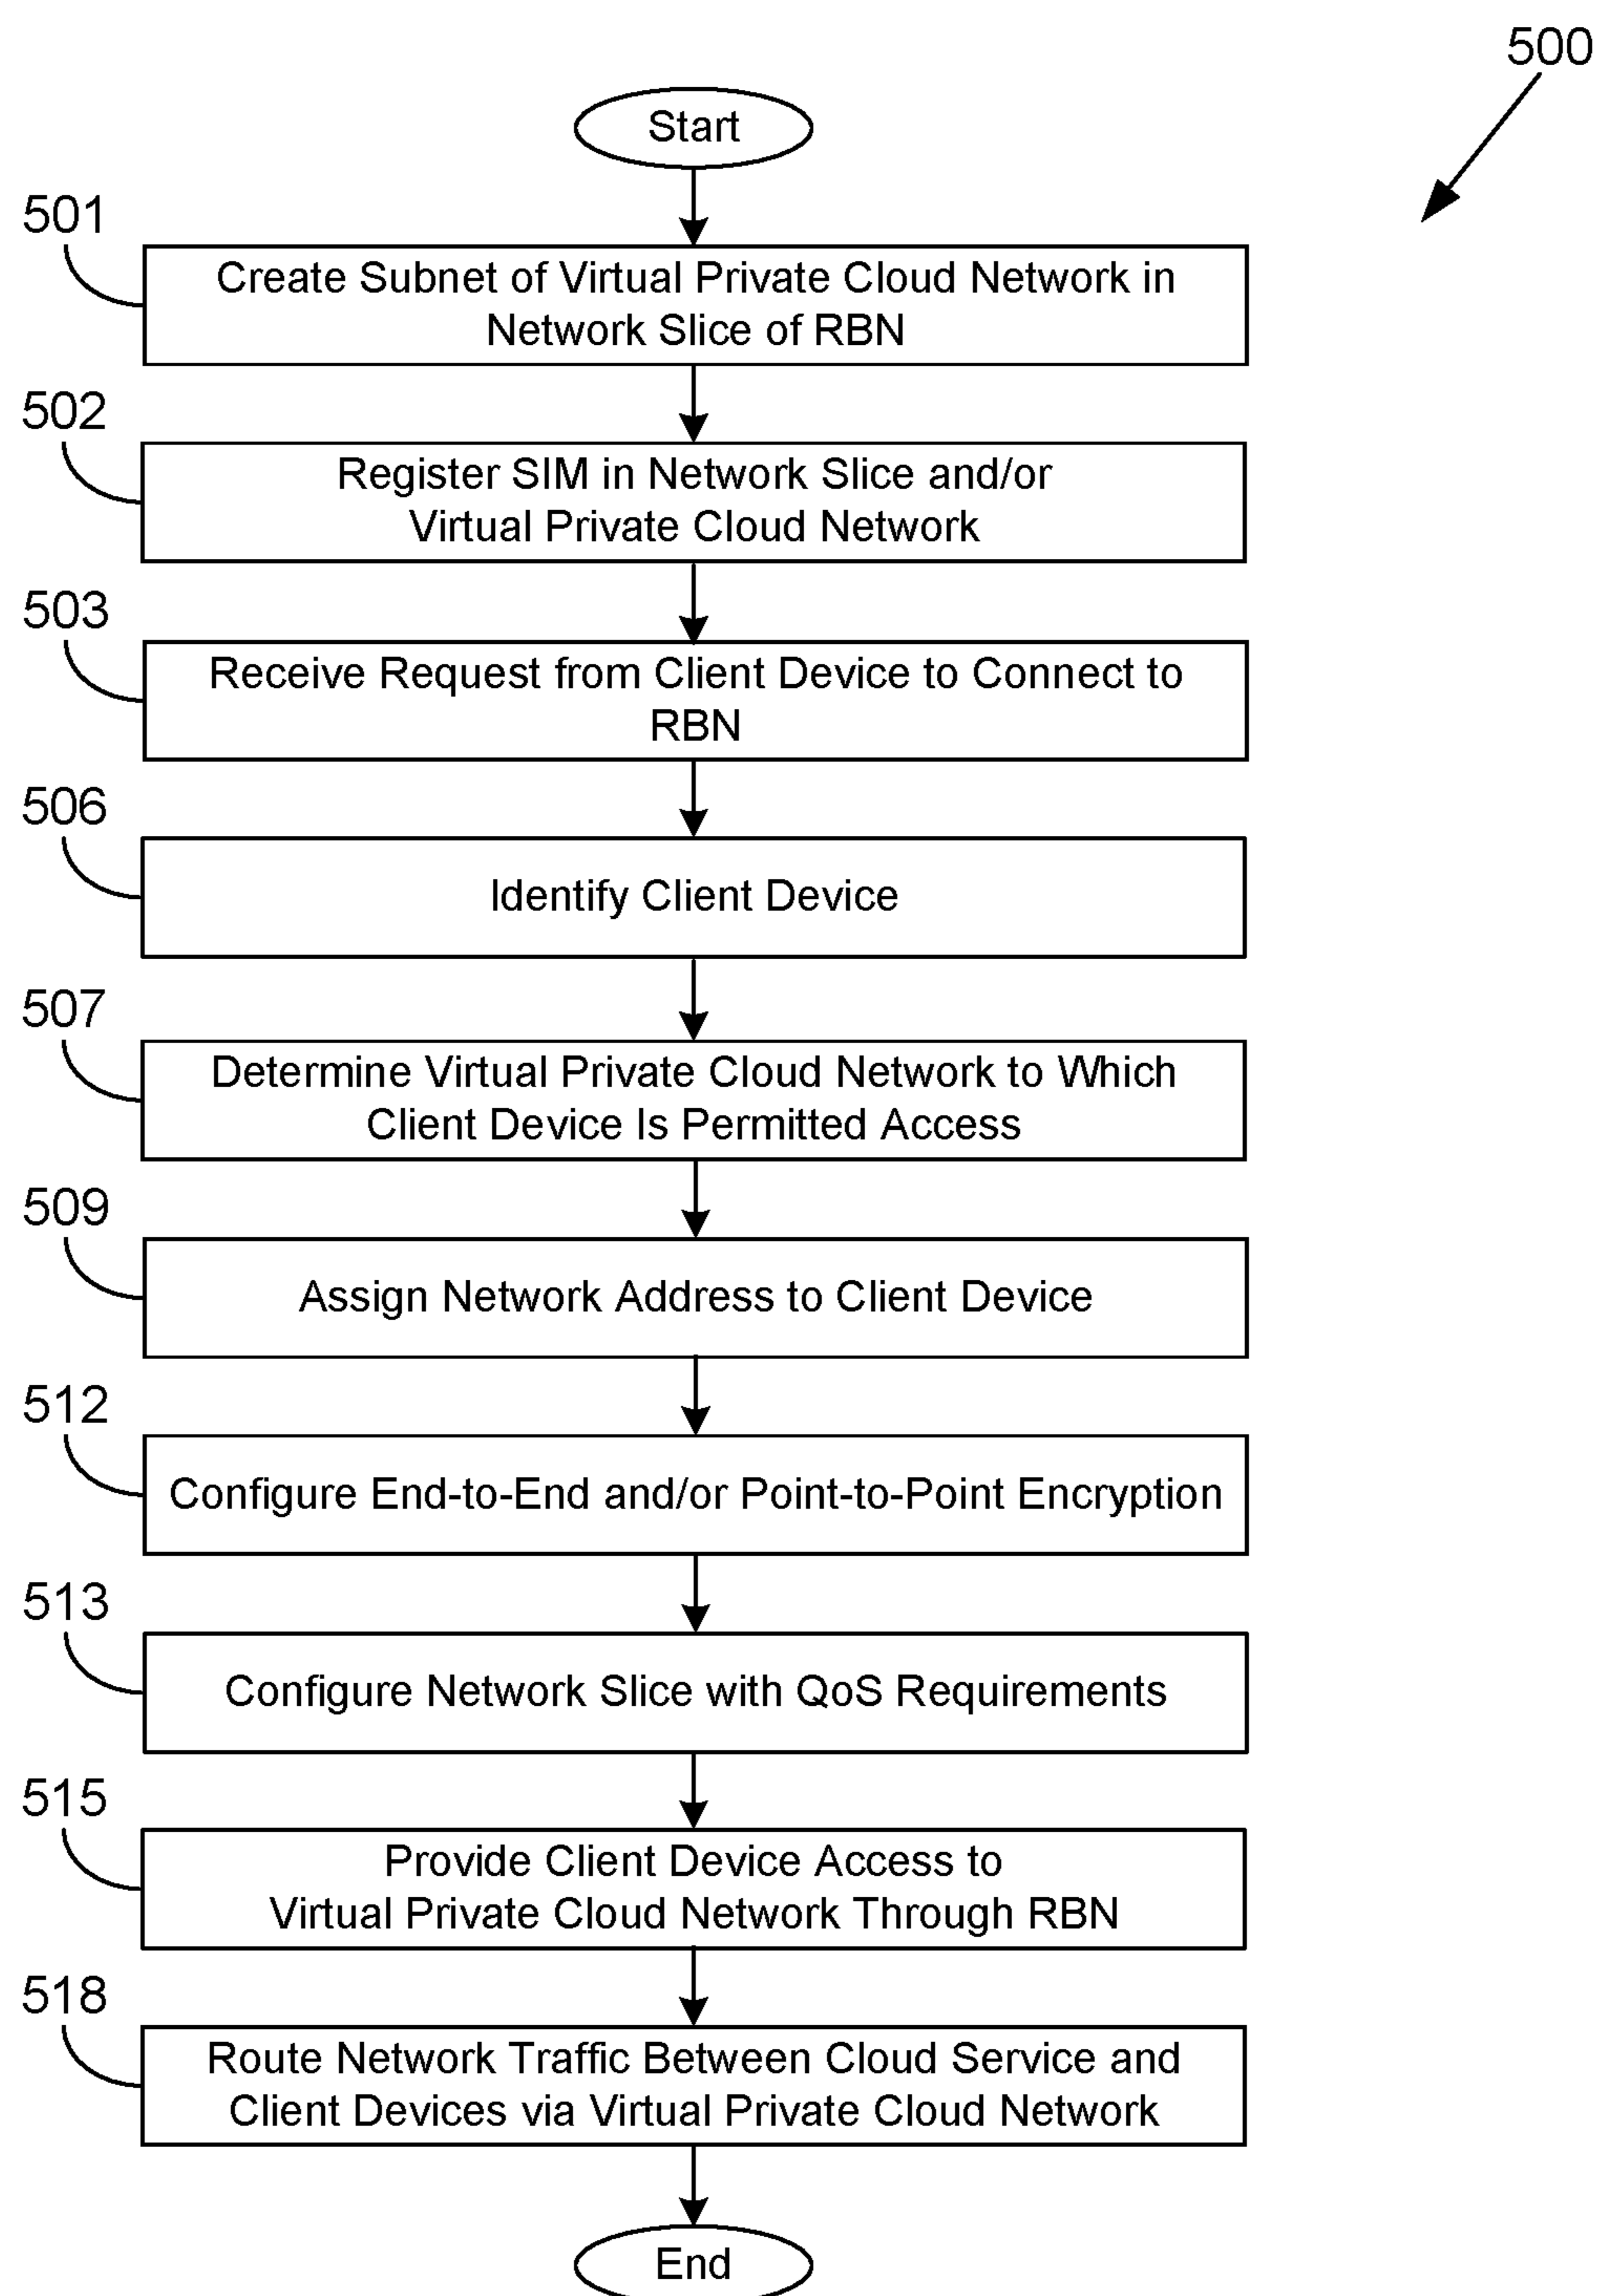 500
Start
501
Create Subnet of Virtual Private Cloud Network in
Network Slice of RBN
502
Register SIM in Network Slice and/or
Virtual Private Cloud Network
503
Receive Request from Client Device to Connect to
RBN
506
Identify Client Device
507
Determine Virtual Private Cloud Network to Which
Client Device Is Permitted Access
509
Assign Network Address to Client Device
512
Configure End-to-End and/or Point-to-Point Encryption
513
Configure Network Slice with QoS Requirements
515
Provide Client Device Access to
Virtual Private Cloud Network Through RBN
518
Route Network Traffic Between Cloud Service and
Client Devices via Virtual Private Cloud Network
End